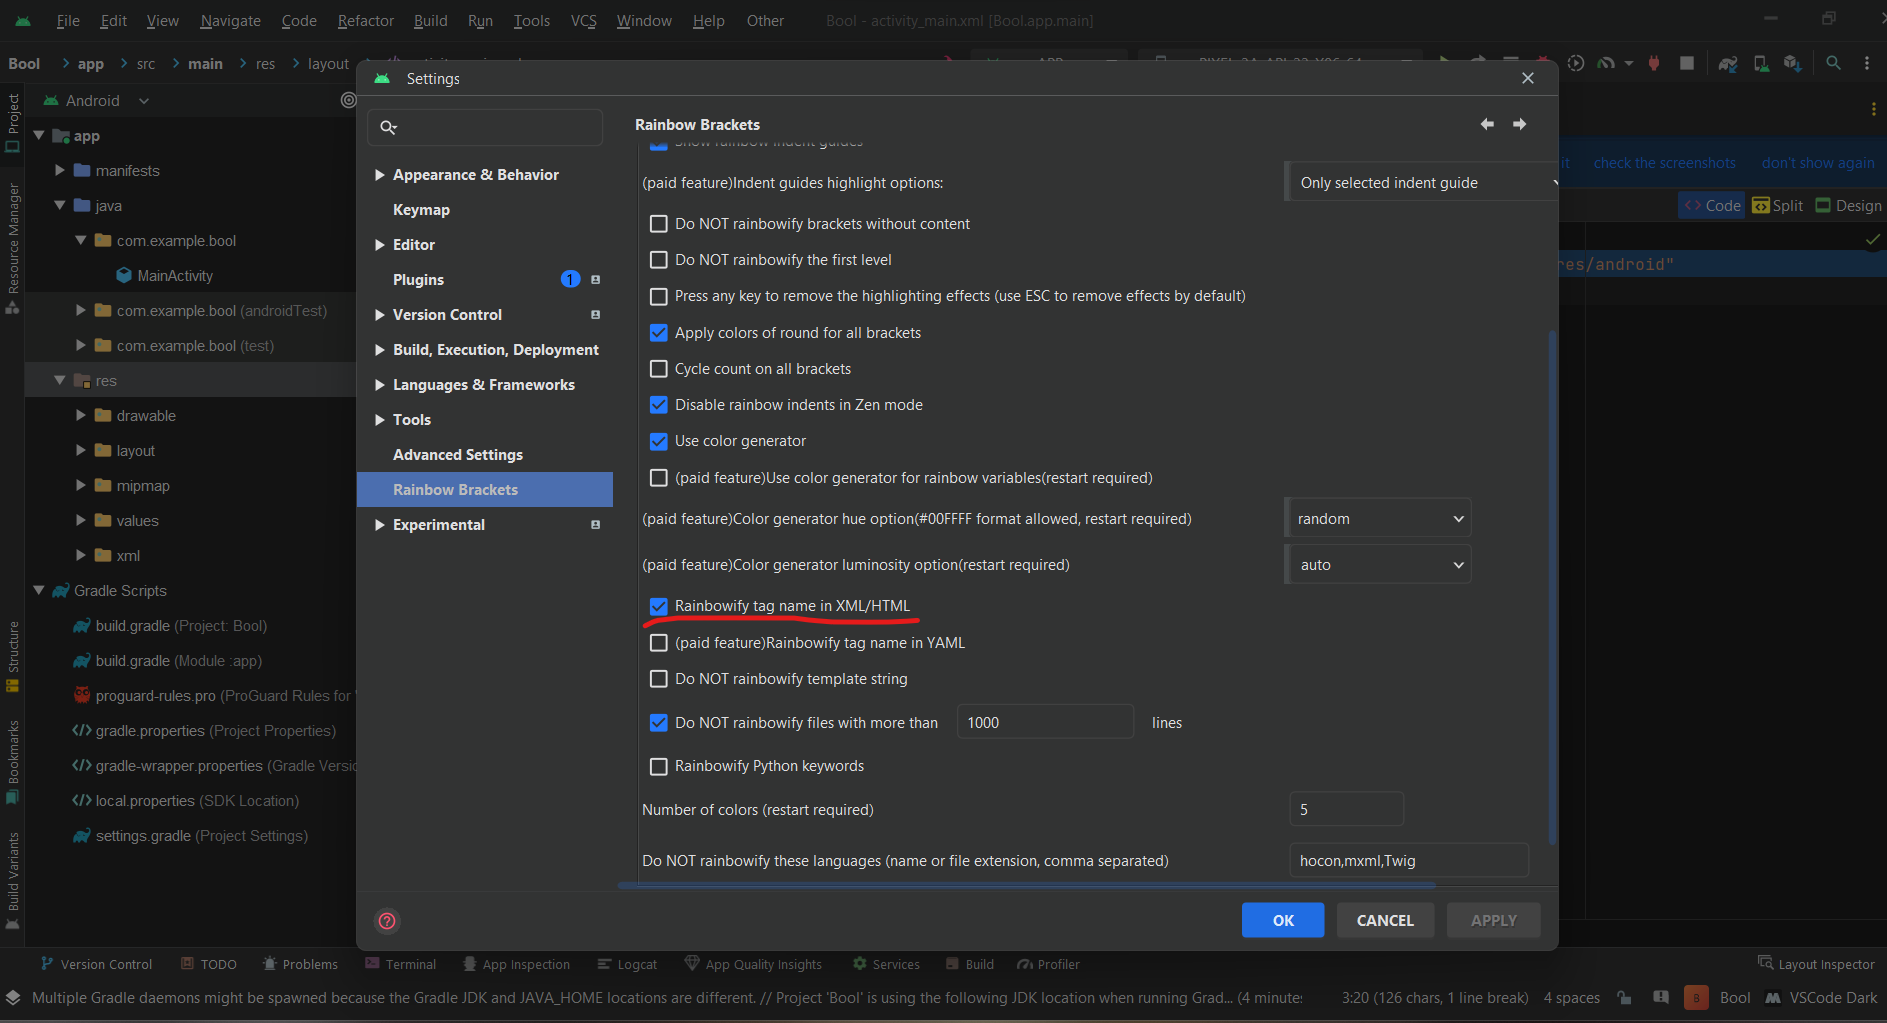 File Edit View Navigate Code Refactor Build Run Tools VCS Window Help Other Bool - activity_main.xml [Bool.app.main]
Bool app src main res layout
Settings
Android
Project
Resource Manager
Structure
Bookmarks
Build Variants
app
manifests
java
com.example.bool
MainActivity
com.example.bool (androidTest)
com.example.bool (test)
res
drawable
layout
mipmap
values
xml
Gradle Scripts
build.gradle (Project: Bool)
build.gradle (Module :app)
proguard-rules.pro (ProGuard Rules for
gradle.properties (Project Properties)
gradle-wrapper.properties (Gradle Versio
local.properties (SDK Location)
settings.gradle (Project Settings)
Appearance & Behavior
Keymap
Editor
Plugins 1
Version Control
Build, Execution, Deployment
Languages & Frameworks
Tools
Advanced Settings
Rainbow Brackets
Experimental
Rainbow Brackets
Show rainbow indent guides
(paid feature)Indent guides highlight options: Only selected indent guide
Do NOT rainbowify brackets without content
Do NOT rainbowify the first level
Press any key to remove the highlighting effects (use ESC to remove effects by default)
Apply colors of round for all brackets
Cycle count on all brackets
Disable rainbow indents in Zen mode
Use color generator
(paid feature)Use color generator for rainbow variables(restart required)
(paid feature)Color generator hue option(#00FFFF format allowed, restart required) random
(paid feature)Color generator luminosity option(restart required) auto
Rainbowify tag name in XML/HTML
(paid feature)Rainbowify tag name in YAML
Do NOT rainbowify template string
Do NOT rainbowify files with more than 1000 lines
Rainbowify Python keywords
Number of colors (restart required) 5
Do NOT rainbowify these languages (name or file extension, comma separated) hocon,mxml,Twig
OK CANCEL APPLY
it check the screenshots don't show again
Code Split Design
res/android"
Version Control TODO Problems Terminal App Inspection Logcat App Quality Insights Services Build Profiler Layout Inspector
Multiple Gradle daemons might be spawned because the Gradle JDK and JAVA_HOME locations are different. // Project 'Bool' is using the following JDK location when running Grad... (4 minutes 3:20 (126 chars, 1 line break) 4 spaces B Bool VSCode Dark